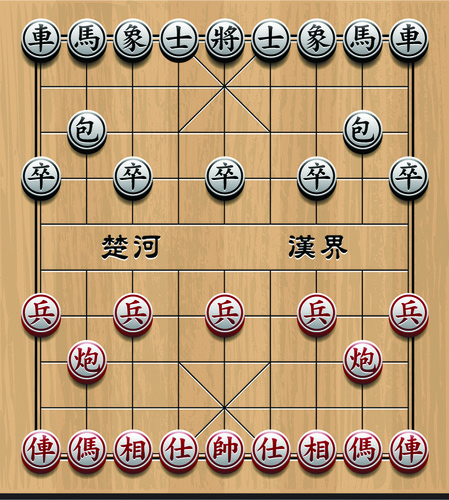 車馬象士將士象馬車
包 包
卒 卒 卒 卒 卒
楚河 漢界
兵 兵 兵 兵 兵
炮 炮
俥傌相仕帥仕相傌俥